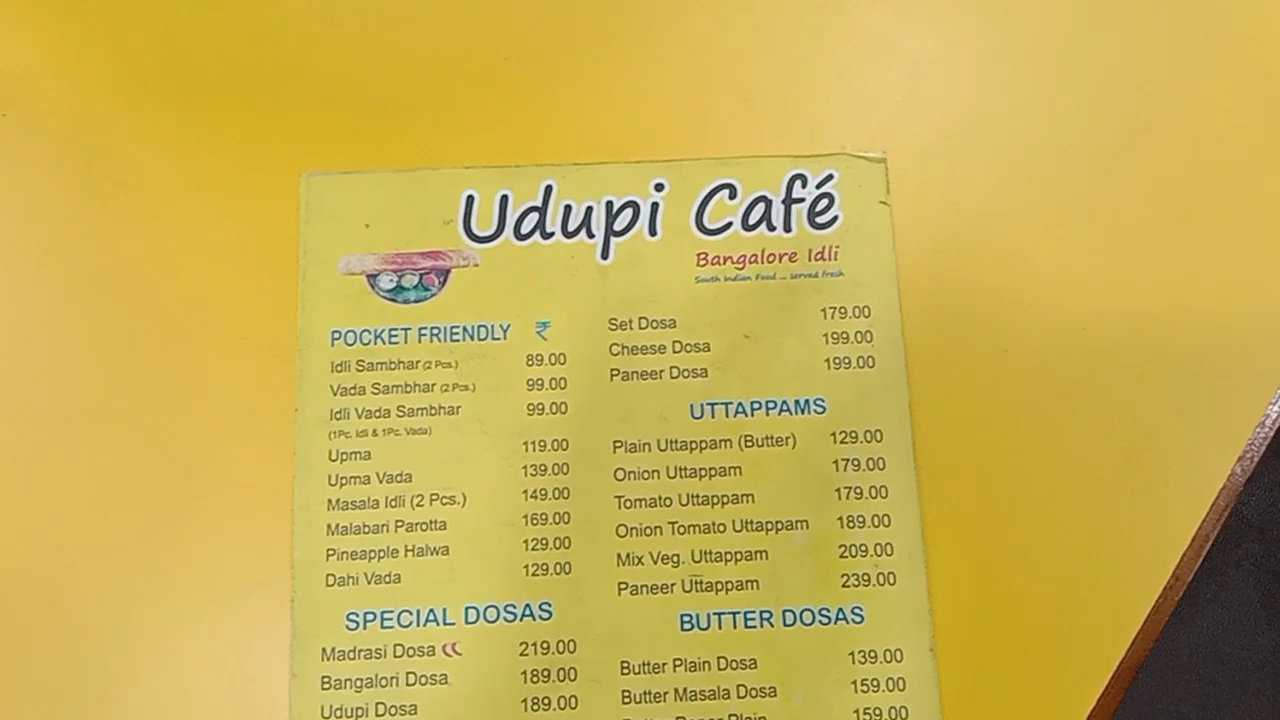 Udupi Café
Bangalore Idli
South Indian Food ... served fresh
POCKET FRIENDLY ₹
Idli Sambhar (2 Pcs.) 89.00
Vada Sambhar (2 Pcs.) 99.00
Idli Vada Sambhar 99.00
(1Pc. Idli & 1Pc. Vada)
Upma 119.00
Upma Vada 139.00
Masala Idli (2 Pcs.) 149.00
Malabari Parotta 169.00
Pineapple Halwa 129.00
Dahi Vada 129.00
SPECIAL DOSAS
Madrasi Dosa 219.00
Bangalori Dosa 189.00
Udupi Dosa 189.00
Set Dosa 179.00
Cheese Dosa 199.00
Paneer Dosa 199.00
UTTAPPAMS
Plain Uttappam (Butter) 129.00
Onion Uttappam 179.00
Tomato Uttappam 179.00
Onion Tomato Uttappam 189.00
Mix Veg. Uttappam 209.00
Paneer Uttappam 239.00
BUTTER DOSAS
Butter Plain Dosa 139.00
Butter Masala Dosa 159.00
Plain 159.00